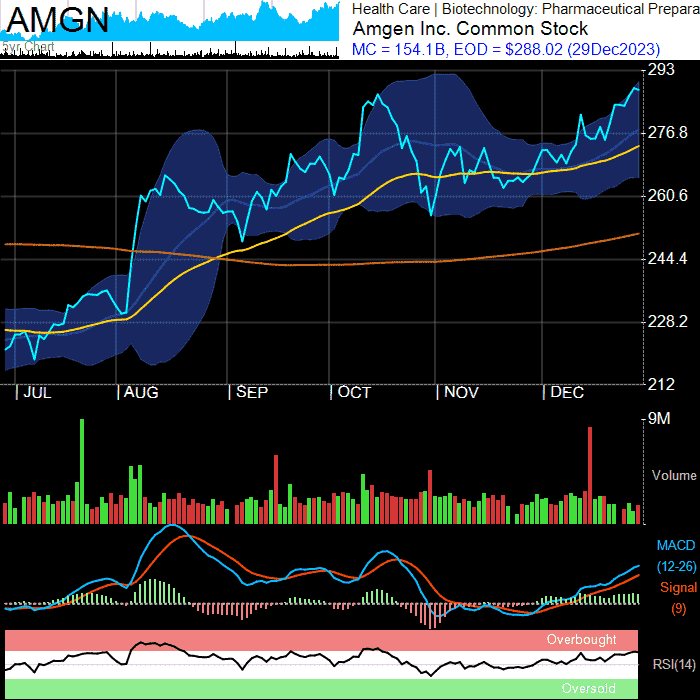 AMGN
5yr Chart
Health Care | Biotechnology: Pharmaceutical Prepara
Amgen Inc. Common Stock
MC = 154.1B, EOD = $288.02 (29Dec2023)
293
276.8
260.6
244.4
228.2
212
JUL AUG SEP OCT NOV DEC
9M
Volume
MACD
(12-26)
Signal
(9)
Overbought
RSI(14)
Oversold